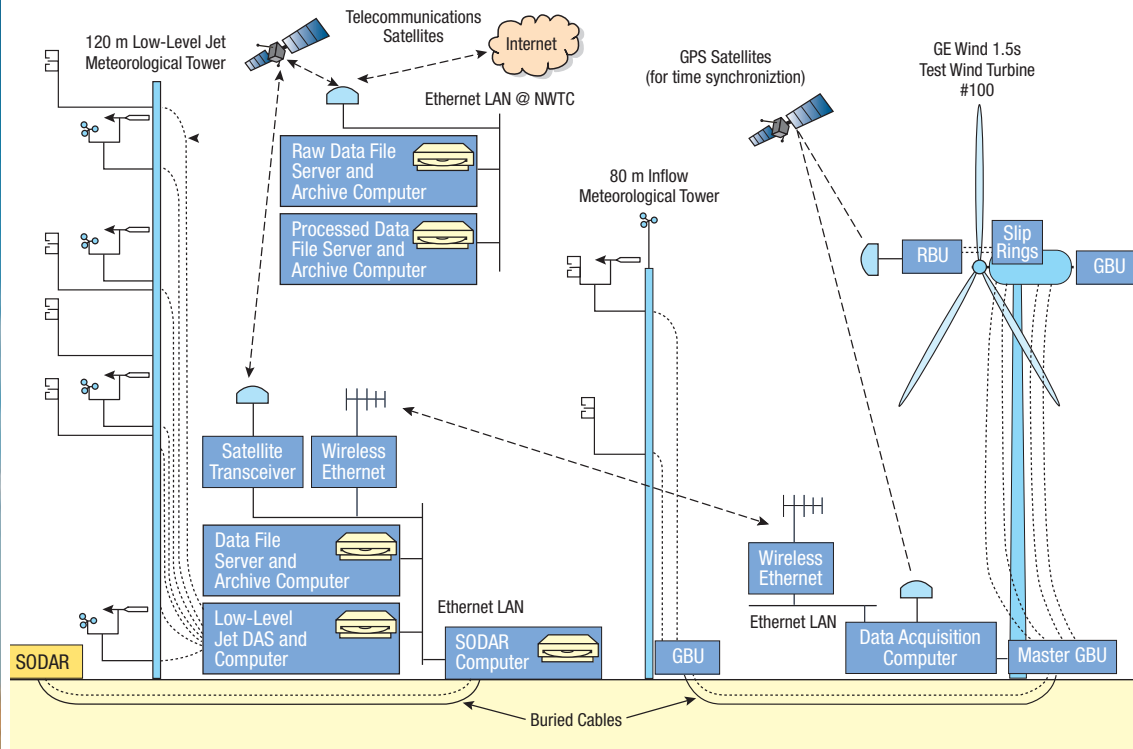 Telecommunications
Satellites
Internet
120 m Low-Level Jet
Meteorological Tower
GPS Satellites
(for time synchroniztion)
GE Wind 1.5s
Test Wind Turbine
#100
Ethernet LAN @ NWTC
Raw Data File
Server and
Archive Computer
Processed Data
File Server and
Archive Computer
80 m Inflow
Meteorological Tower
RBU
Slip
Rings
GBU
Satellite
Transceiver
Wireless
Ethernet
Data File
Server and
Archive Computer
Wireless
Ethernet
Low-Level
Jet DAS and
Computer
Ethernet LAN
SODAR
Computer
Ethernet LAN
Data Acquisition
Computer
SODAR
GBU
Master GBU
Buried Cables